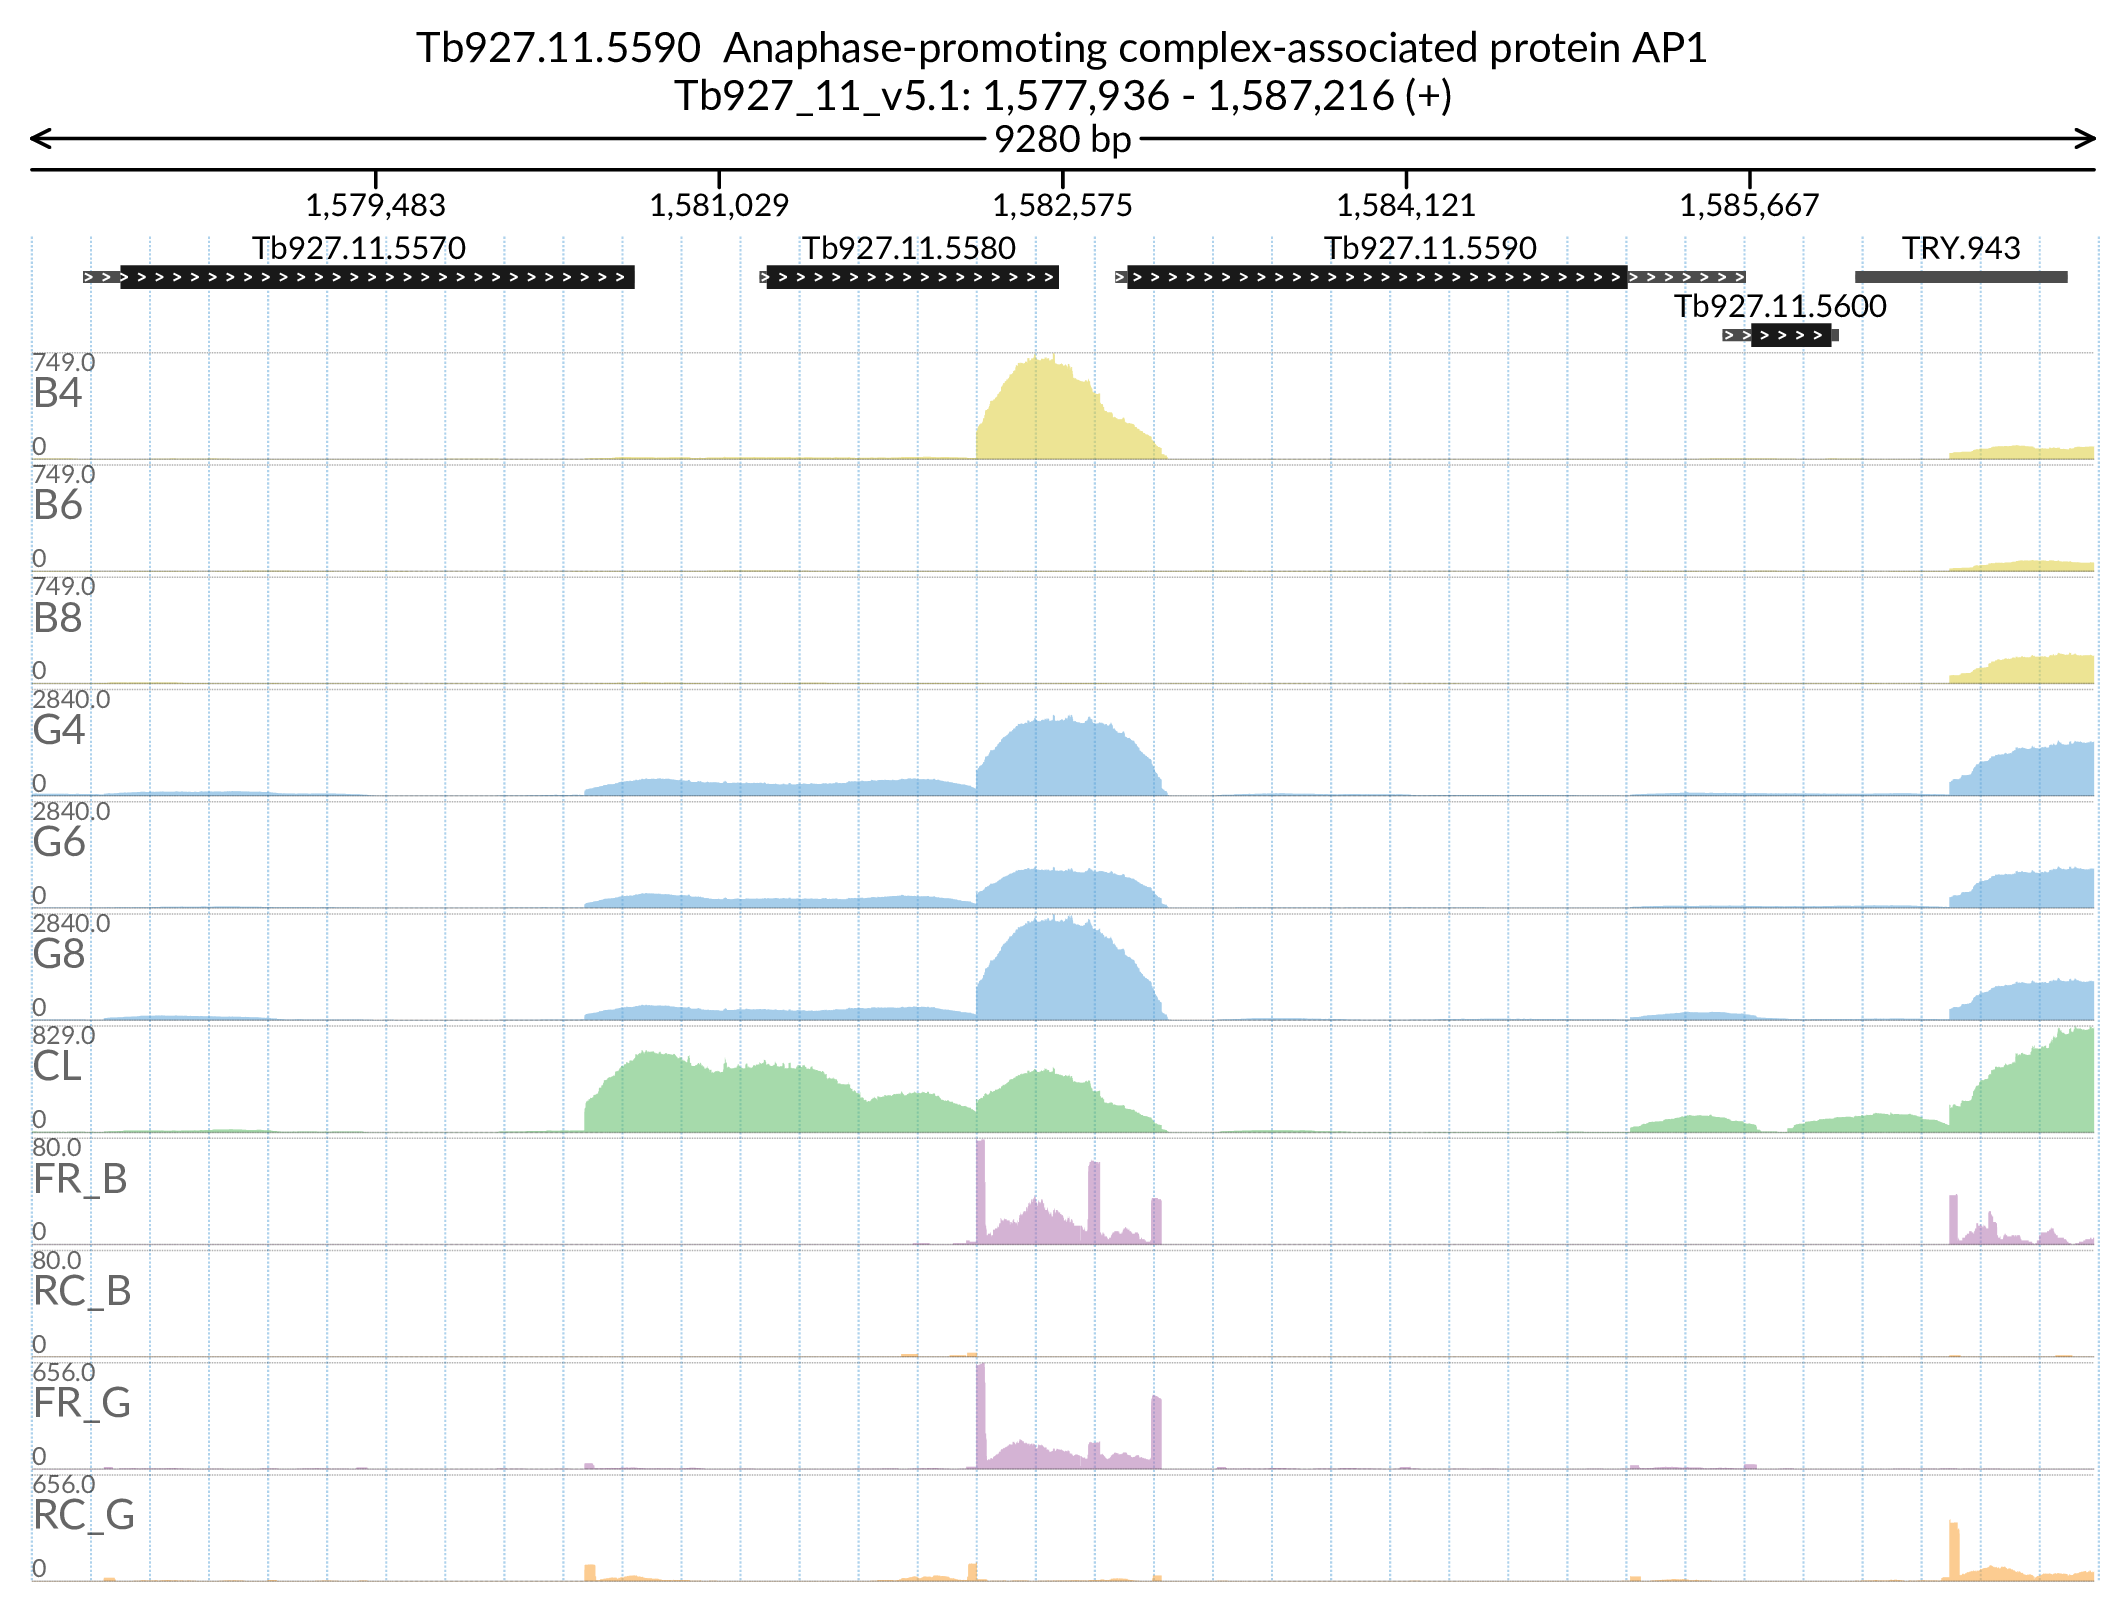 Tb927.11.5590  Anaphase-promoting complex-associated protein AP1
Tb927_11_v5.1: 1,577,936 - 1,587,216 (+)
9280 bp
1,579,483 1,581,029 1,582,575 1,584,121 1,585,667
Tb927.11.5570 Tb927.11.5580 Tb927.11.5590 TRY.943
Tb927.11.5600
749.0
B4
0
749.0
B6
0
749.0
B8
0
2840.0
G4
0
2840.0
G6
0
2840.0
G8
0
829.0
CL
0
80.0
FR_B
0
80.0
RC_B
0
656.0
FR_G
0
656.0
RC_G
0